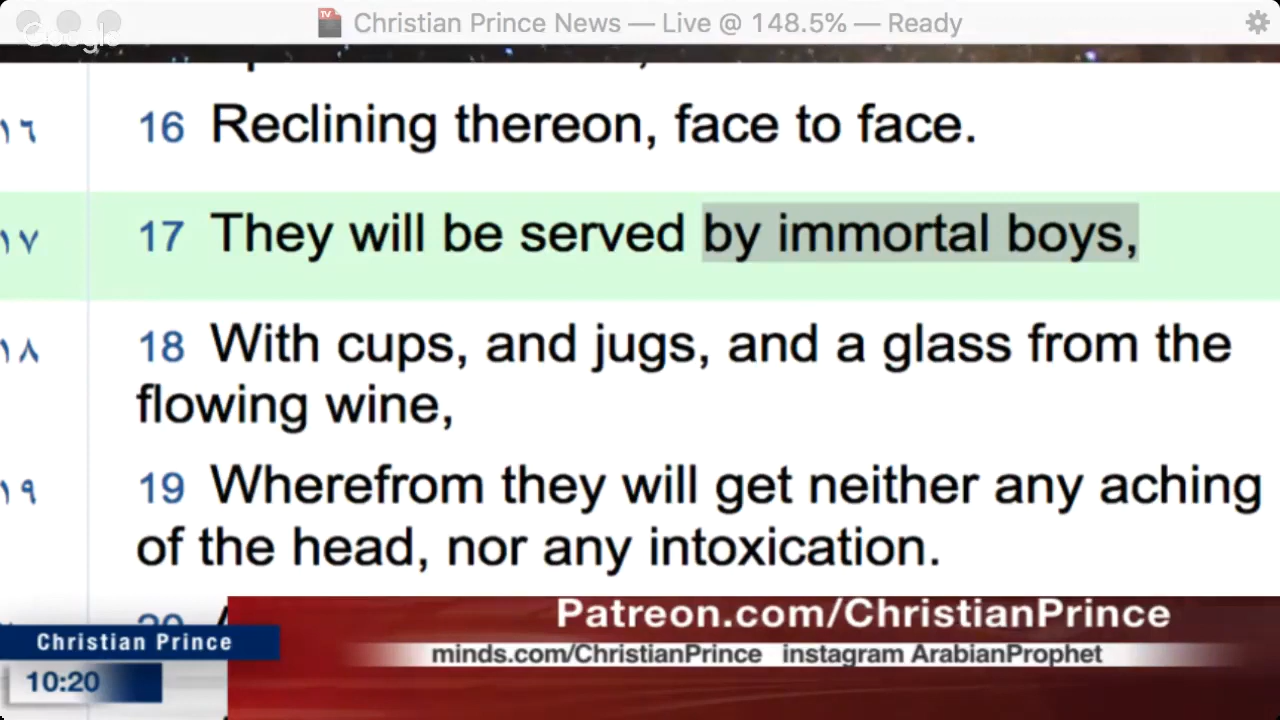 Christian Prince News — Live @ 148.5% — Ready
Google
١٦ 16 Reclining thereon, face to face.
١٧ 17 They will be served by immortal boys,
١٨ 18 With cups, and jugs, and a glass from the
flowing wine,
١٩ 19 Wherefrom they will get neither any aching
of the head, nor any intoxication.
20
Patreon.com/ChristianPrince
Christian Prince
minds.com/ChristianPrince instagram ArabianProphet
10:20